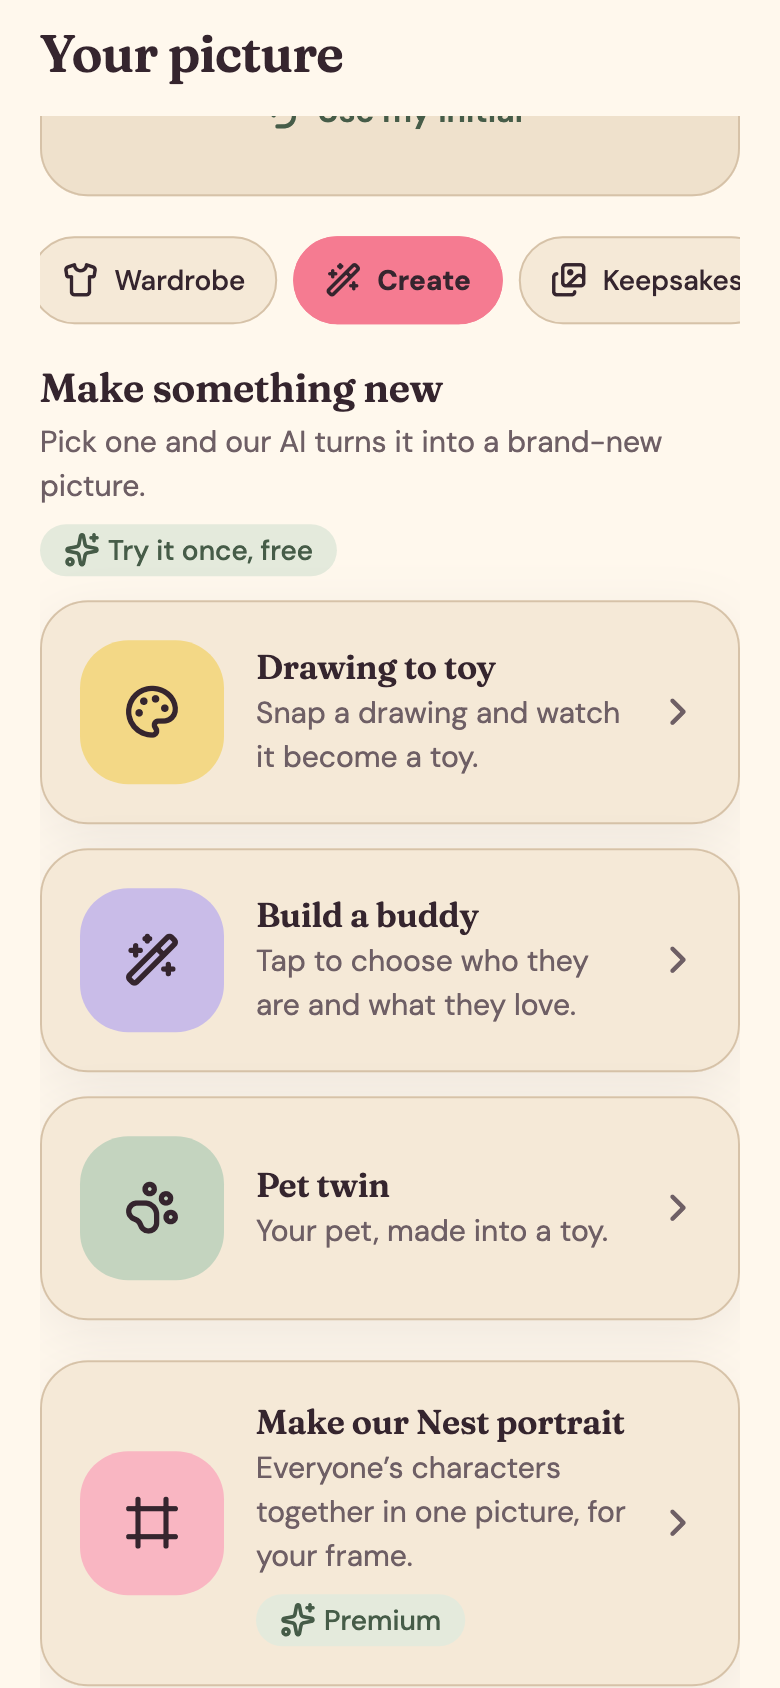 Your picture
Use my initial
Wardrobe
Create
Keepsakes
Make something new
Pick one and our AI turns it into a brand-new
picture.
Try it once, free
Drawing to toy
Snap a drawing and watch
it become a toy.
Build a buddy
Tap to choose who they
are and what they love.
Pet twin
Your pet, made into a toy.
Make our Nest portrait
Everyone’s characters
together in one picture, for
your frame.
Premium